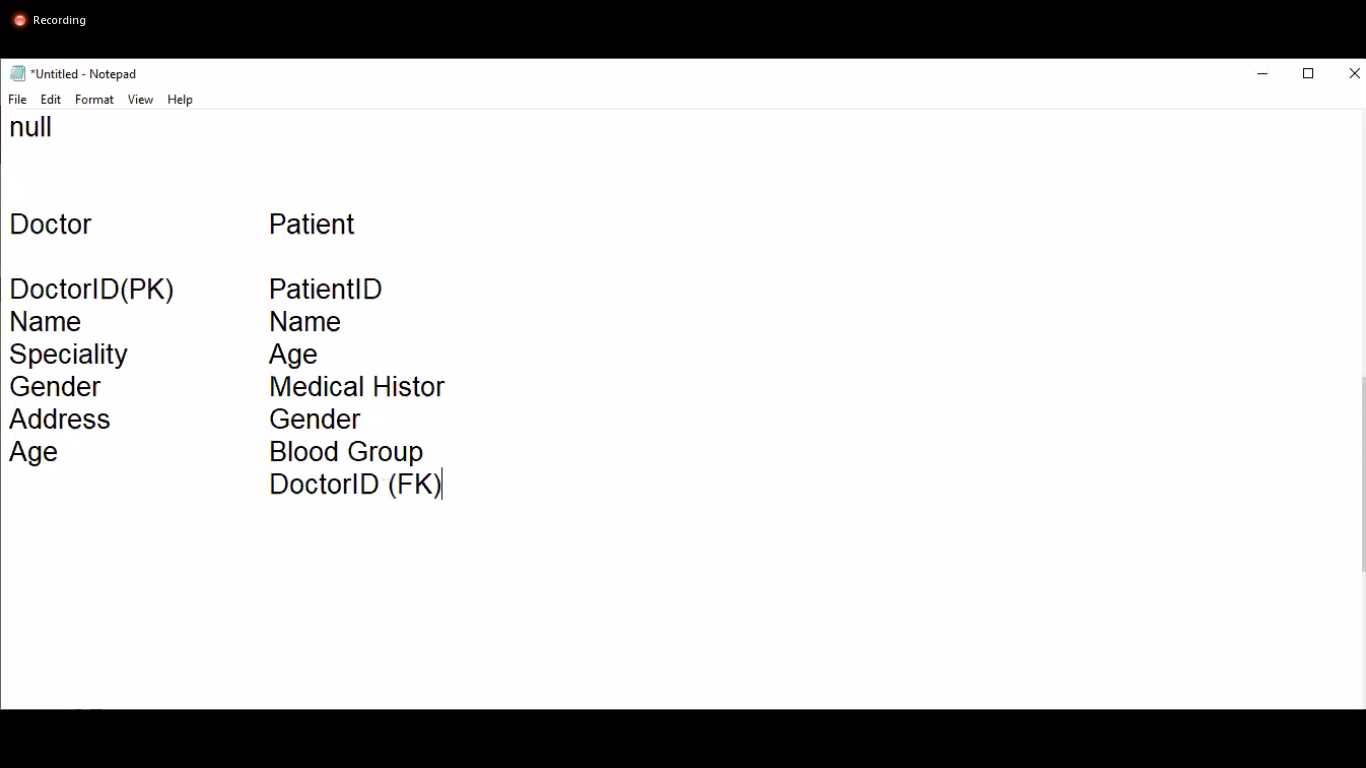 Recording
*Untitled - Notepad
File Edit Format View Help
null
Doctor Patient
DoctorID(PK) PatientID
Name Name
Speciality Age
Gender Medical Histor
Address Gender
Age Blood Group
DoctorID (FK)